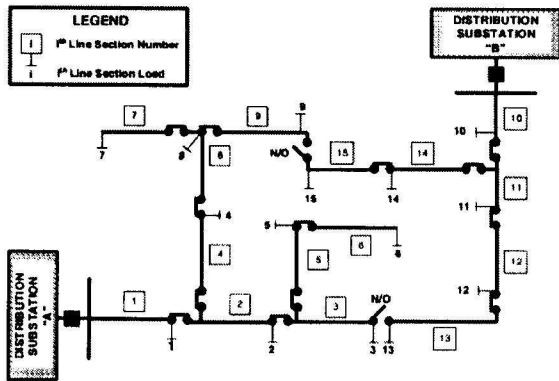 LEGEND
i iᵗʰ Line Section Number
i iᵗʰ Line Section Load
DISTRIBUTION
SUBSTATION
"B"
7
9
9
10
10
7
8
8
N/O
15
14
11
15
14
4
11
5
6
4
5
6
12
DISTRIBUTION
SUBSTATION
"A"
1
2
3
N/O
12
1
2
3
13
13